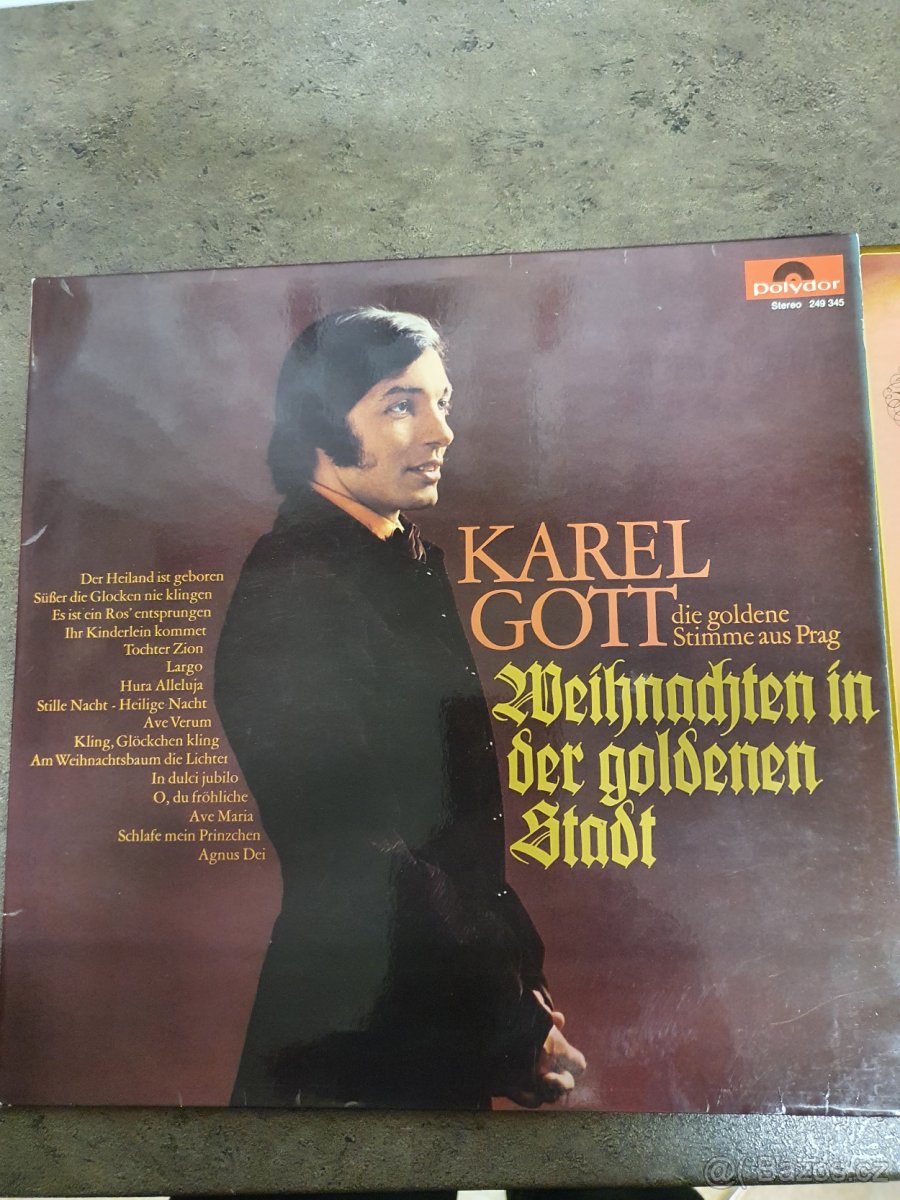 polydor
Stereo 249 345
KAREL
GOTT die goldene
Stimme aus Prag
Weihnachten in
der goldenen
Stadt
Der Heiland ist geboren
Süßer die Glocken nie klingen
Es ist ein Ros' entsprungen
Ihr Kinderlein kommet
Tochter Zion
Largo
Hura Alleluja
Stille Nacht - Heilige Nacht
Ave Verum
Kling, Glöckchen kling
Am Weihnachtsbaum die Lichter
In dulci jubilo
O, du fröhliche
Ave Maria
Schlafe mein Prinzchen
Agnus Dei
Bazos.cz